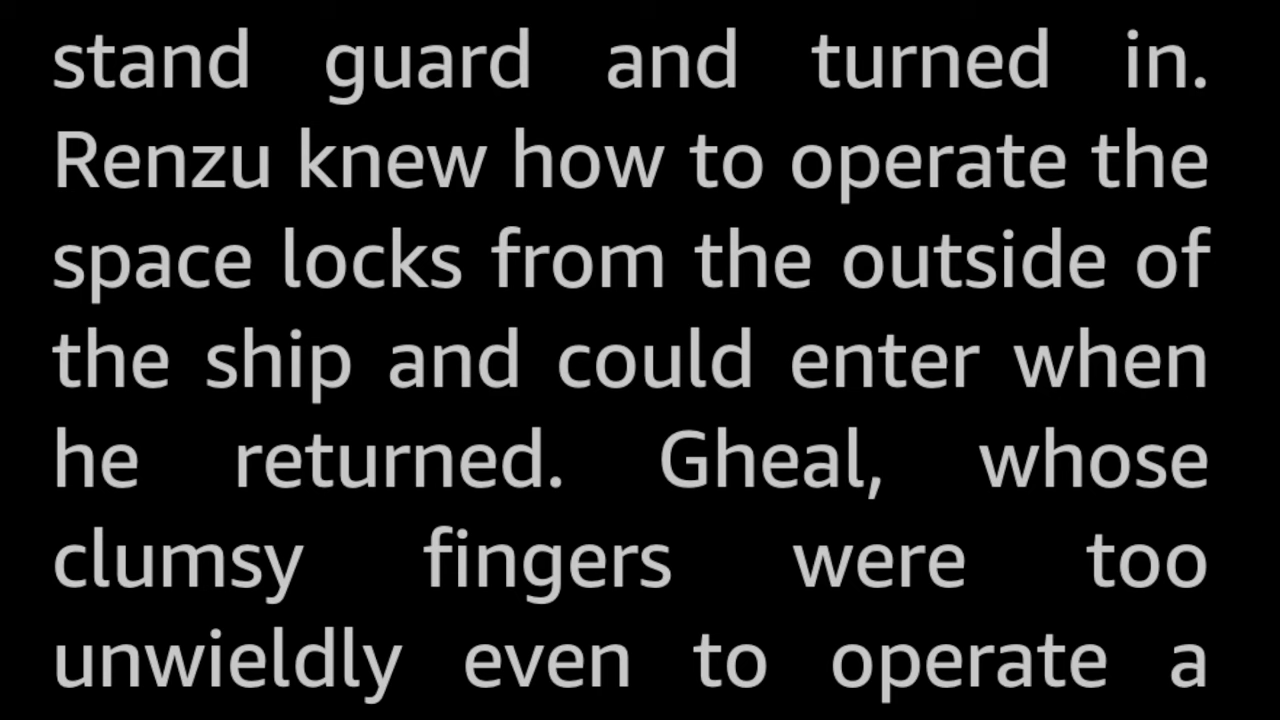 stand guard and turned in.
Renzu knew how to operate the
space locks from the outside of
the ship and could enter when
he returned. Gheal, whose
clumsy fingers were too
unwieldly even to operate a